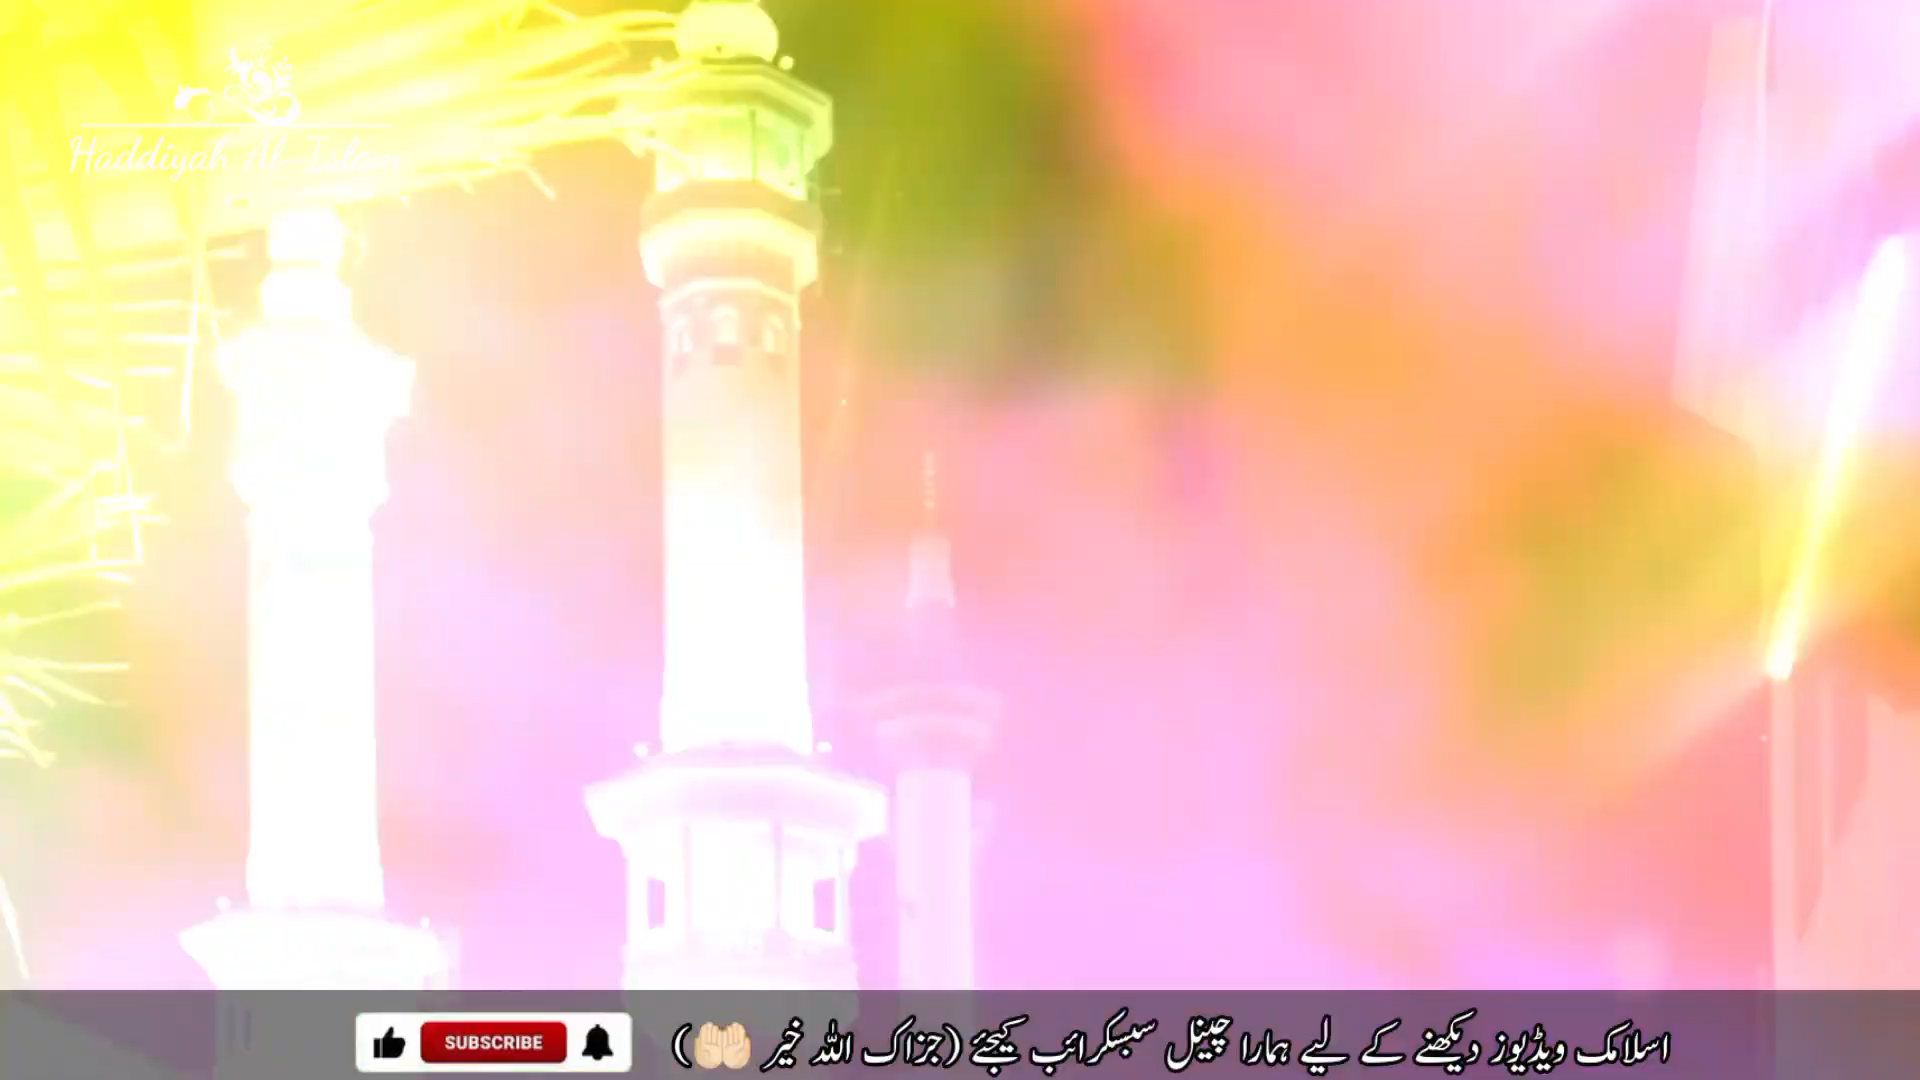 Haddiyah Al-Islam
SUBSCRIBE
اسلامک ویڈیوز دیکھنے کے لیے ہمارا چینل سبسکرائب کیجئے (جزاک اللہ خیر 🤲🏻)